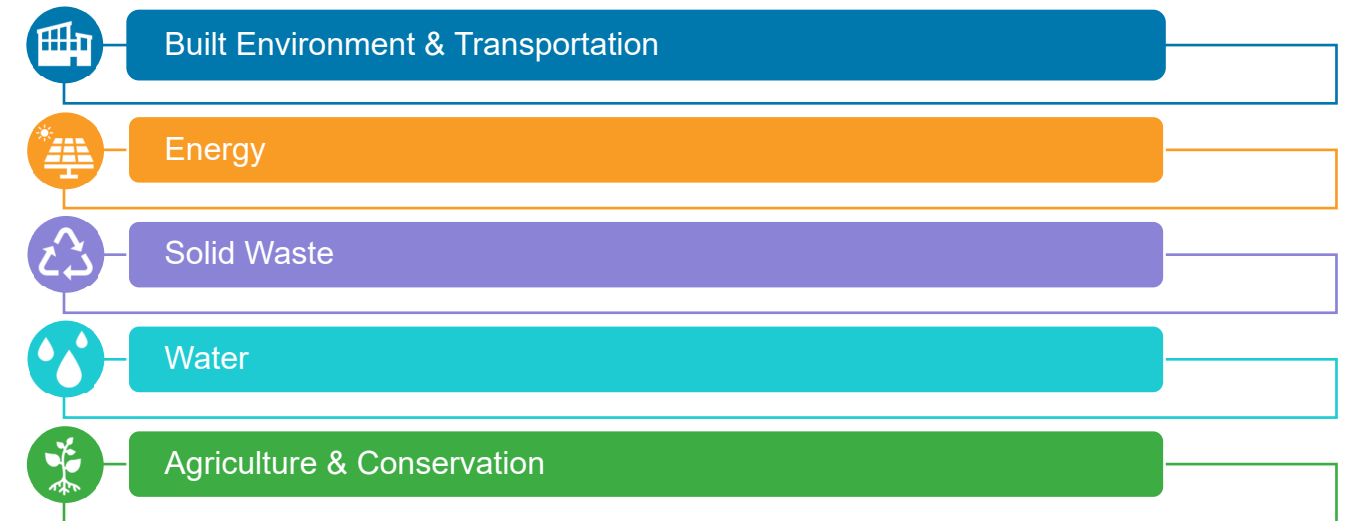 Built Environment & Transportation
Energy
Solid Waste
Water
Agriculture & Conservation